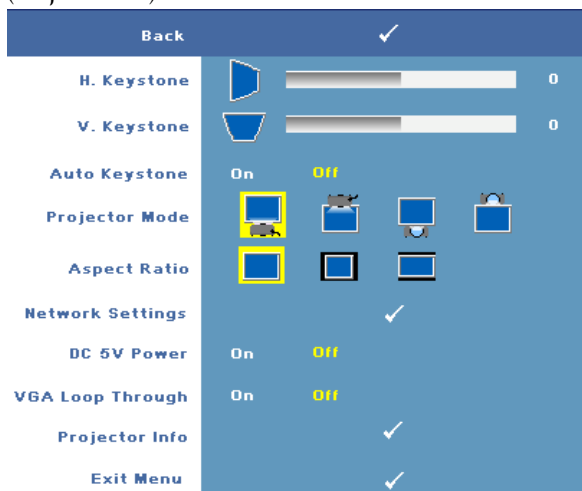 Back ✓
H. Keystone 0
V. Keystone 0
Auto Keystone On Off
Projector Mode
Aspect Ratio
Network Settings ✓
DC 5V Power On Off
VGA Loop Through On Off
Projector Info ✓
Exit Menu ✓